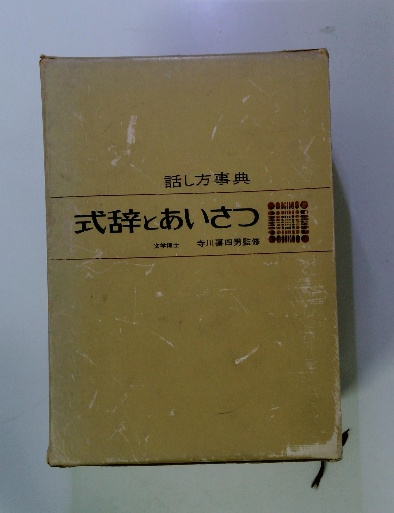 話し方事典
式辞とあいさつ
文学博士 寺川喜四男監修